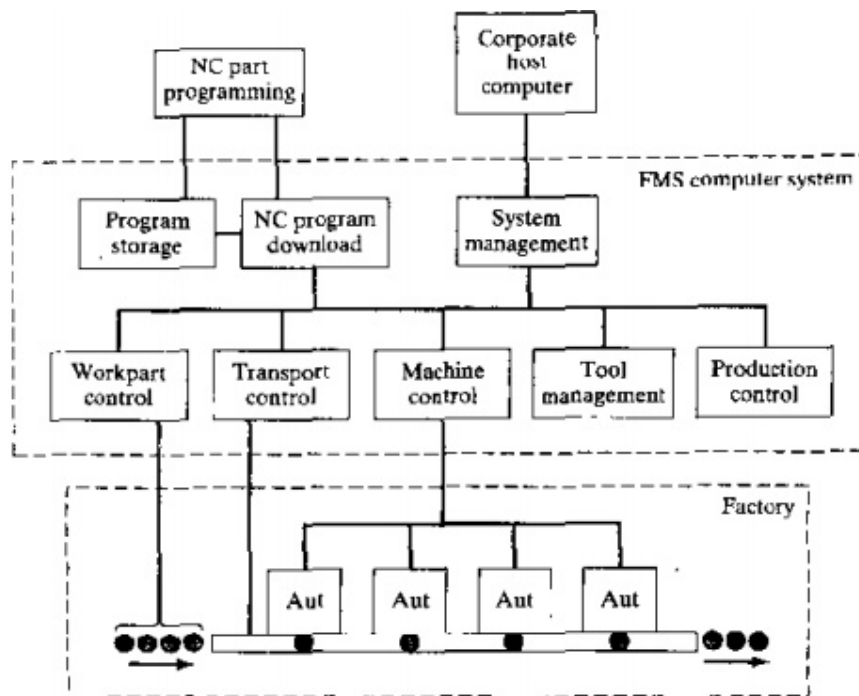 NC part
programming
Corporate
host
computer
FMS computer system
Program
storage
NC program
download
System
management
Workpart
control
Transport
control
Machine
control
Tool
management
Production
control
Factory
Aut
Aut
Aut
Aut